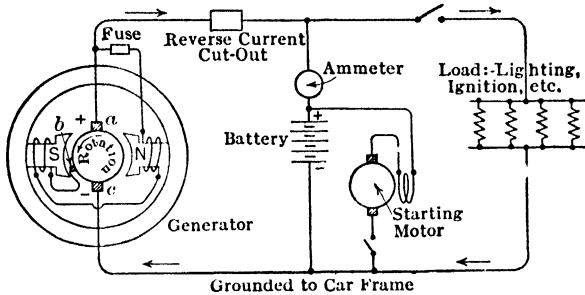 Fuse
Reverse Current
Cut-Out
Ammeter
Load:-Lighting,
Ignition, etc.
+
a
b
S
Rotation
N
-
c
Generator
Battery
+
-
Starting
Motor
Grounded to Car Frame